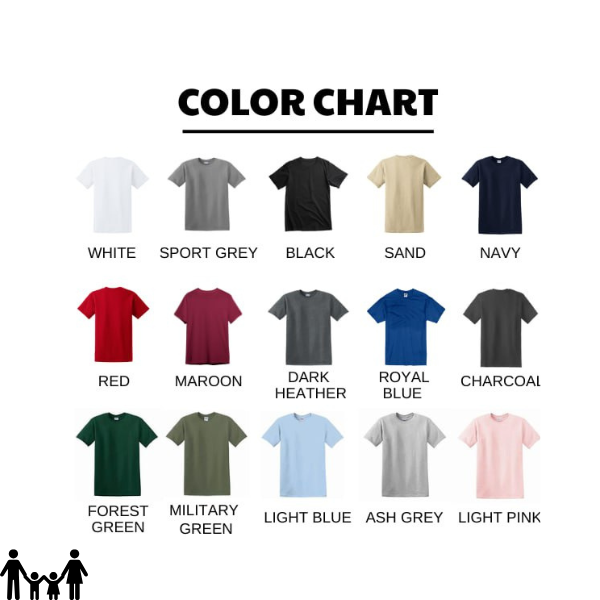 COLOR CHART
WHITE
SPORT GREY
BLACK
SAND
NAVY
RED
MAROON
DARK
HEATHER
ROYAL
BLUE
CHARCOAL
FOREST
GREEN
MILITARY
GREEN
LIGHT BLUE
ASH GREY
LIGHT PINK